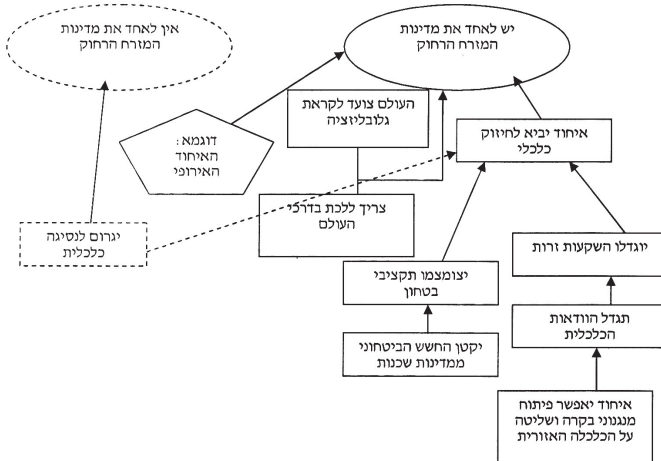 יש לאחד את מדינות
המזרח הרחוק
אין לאחד את מדינות
המזרח הרחוק
העולם צועד לקראת
גלובליזציה
דוגמא:
האיחוד
האירופי
איחוד יביא לחיזוק
כלכלי
צריך ללכת בדרכי
העולם
יגרום לנסיגה
כלכלית
יוגדלו השקעות זרות
יצומצמו תקציבי
בטחון
תגדל הוודאות
הכלכלית
יקטן החשש הביטחוני
ממדינות שכנות
איחוד יאפשר פיתוח
מנגנוני בקרה ושליטה
על הכלכלה האזורית